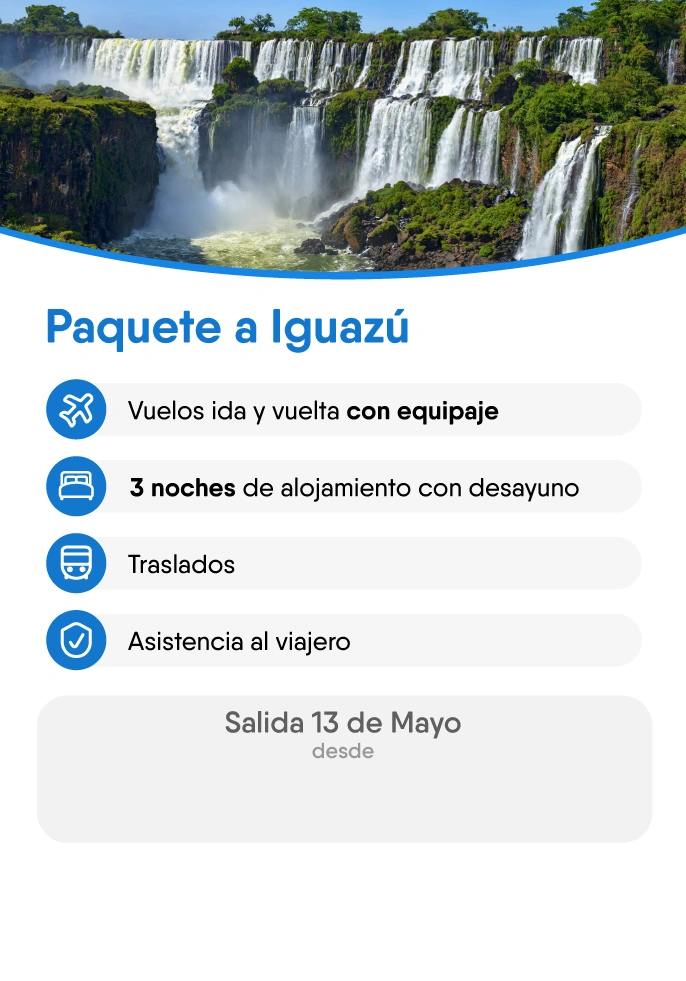 Paquete a Iguazú
Vuelos ida y vuelta con equipaje
3 noches de alojamiento con desayuno
Traslados
Asistencia al viajero
Salida 13 de Mayo
desde